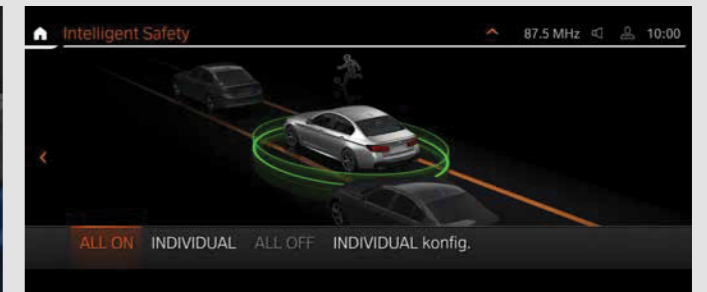 Intelligent Safety 87.5 MHz 10:00
ALL ON INDIVIDUAL ALL OFF INDIVIDUAL konfig.